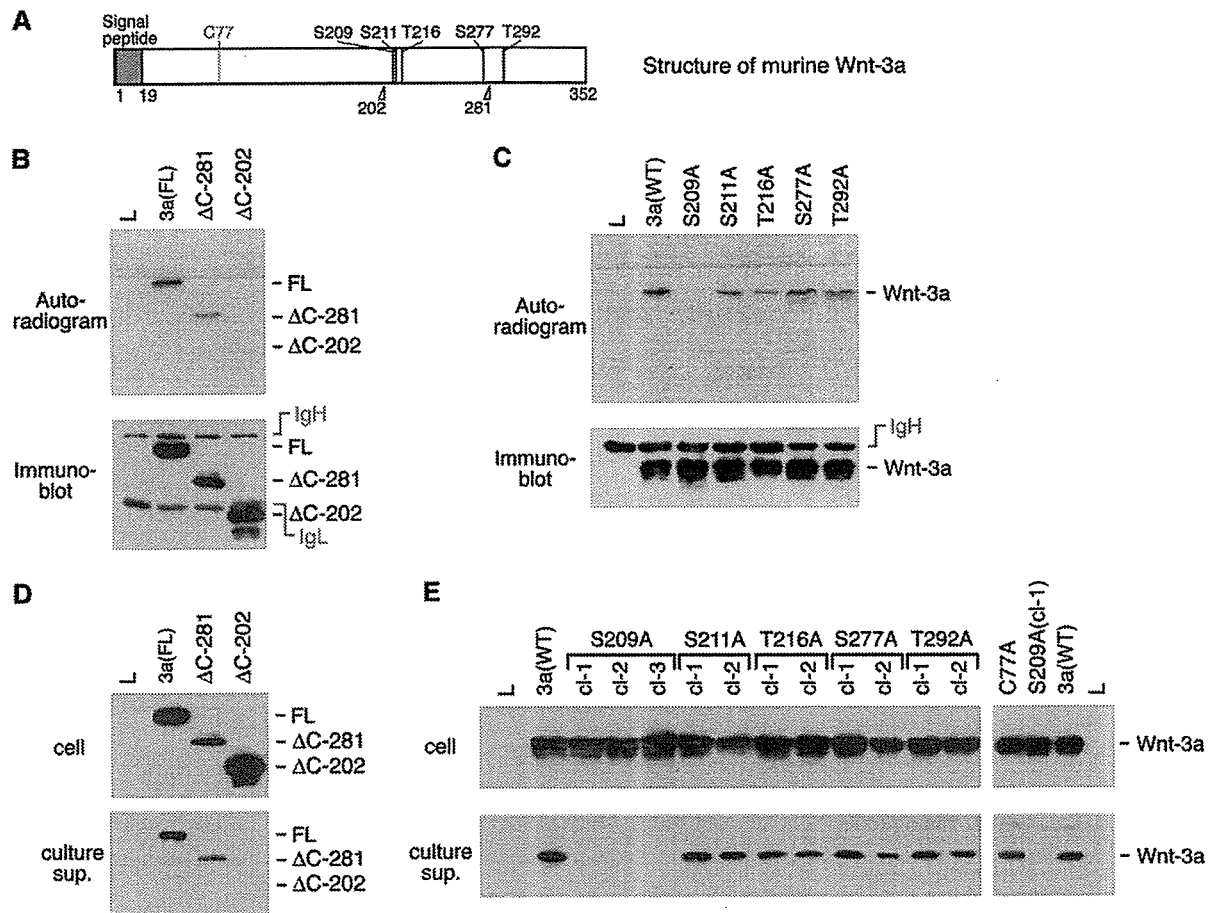 A
Signal
peptide
C77
S209 S211 T216 S277 T292
1 19 202 281 352
Structure of murine Wnt-3a
B
L 3a(FL) ΔC-281 ΔC-202
Auto-
radiogram
FL
ΔC-281
ΔC-202
Immuno-
blot
IgH
FL
ΔC-281
ΔC-202
IgL
C
L 3a(WT) S209A S211A T216A S277A T292A
Auto-
radiogram
Wnt-3a
Immuno-
blot
IgH
Wnt-3a
D
L 3a(FL) ΔC-281 ΔC-202
cell
FL
ΔC-281
ΔC-202
culture
sup.
FL
ΔC-281
ΔC-202
E
S209A S211A T216A S277A T292A
L 3a(WT) cl-1 cl-2 cl-3 cl-1 cl-2 cl-1 cl-2 cl-1 cl-2 cl-1 cl-2 C77A S209A(cl-1) 3a(WT) L
cell
Wnt-3a
culture
sup.
Wnt-3a